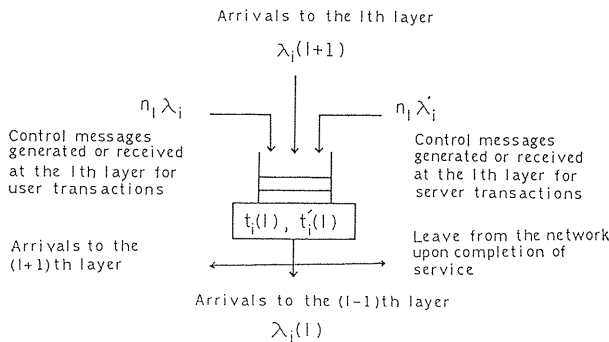 Arrivals to the lth layer
λi(l+1)
nl λi
nl λ'i
Control messages
generated or received
at the lth layer for
user transactions
Control messages
generated or received
at the lth layer for
server transactions
ti(l), t'i(l)
Arrivals to the
(l+1)th layer
Leave from the network
upon completion of
service
Arrivals to the (l-1)th layer
λi(l)